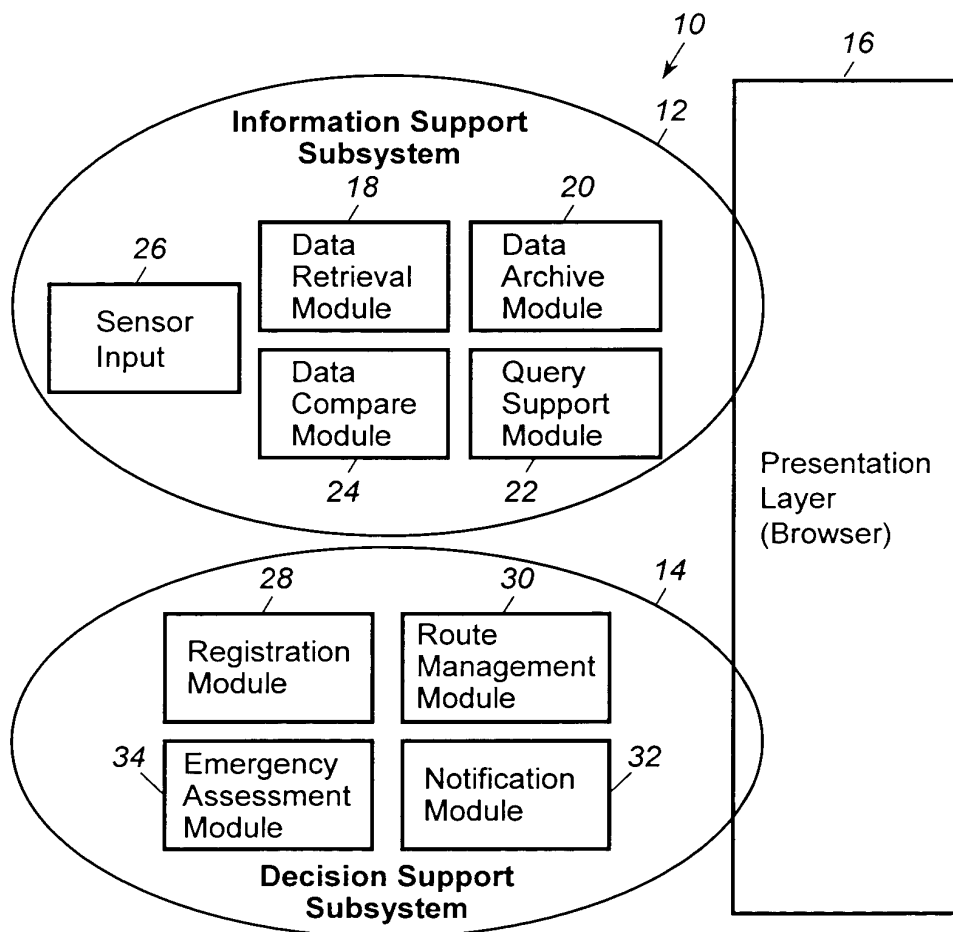 10
16
Information Support
Subsystem
12
18
20
26
Data
Retrieval
Module
Data
Archive
Module
Sensor
Input
Data
Compare
Module
Query
Support
Module
24
22
Presentation
Layer
(Browser)
28
30
14
Registration
Module
Route
Management
Module
34
Emergency
Assessment
Module
Notification
Module
32
Decision Support
Subsystem